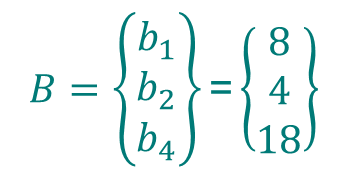 B = { b₁ b₂ b₄ } = { 8 4 18 }